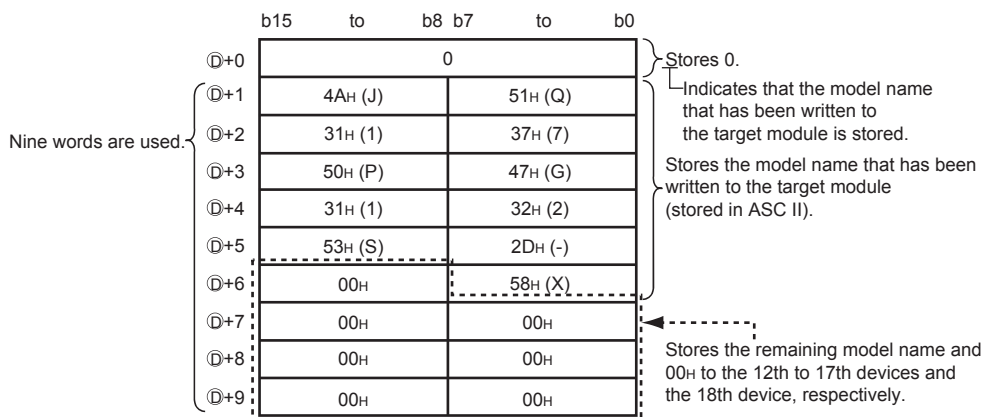 b15 to b8 b7 to b0
Ⓓ+0 0 Stores 0.
Indicates that the model name
that has been written to
the target module is stored.
Nine words are used.
Ⓓ+1 4AH (J) 51H (Q)
Ⓓ+2 31H (1) 37H (7)
Ⓓ+3 50H (P) 47H (G)
Ⓓ+4 31H (1) 32H (2)
Ⓓ+5 53H (S) 2DH (-)
Ⓓ+6 00H 58H (X)
Ⓓ+7 00H 00H
Ⓓ+8 00H 00H
Ⓓ+9 00H 00H
Stores the model name that has been
written to the target module
(stored in ASC II).
Stores the remaining model name and
00H to the 12th to 17th devices and
the 18th device, respectively.